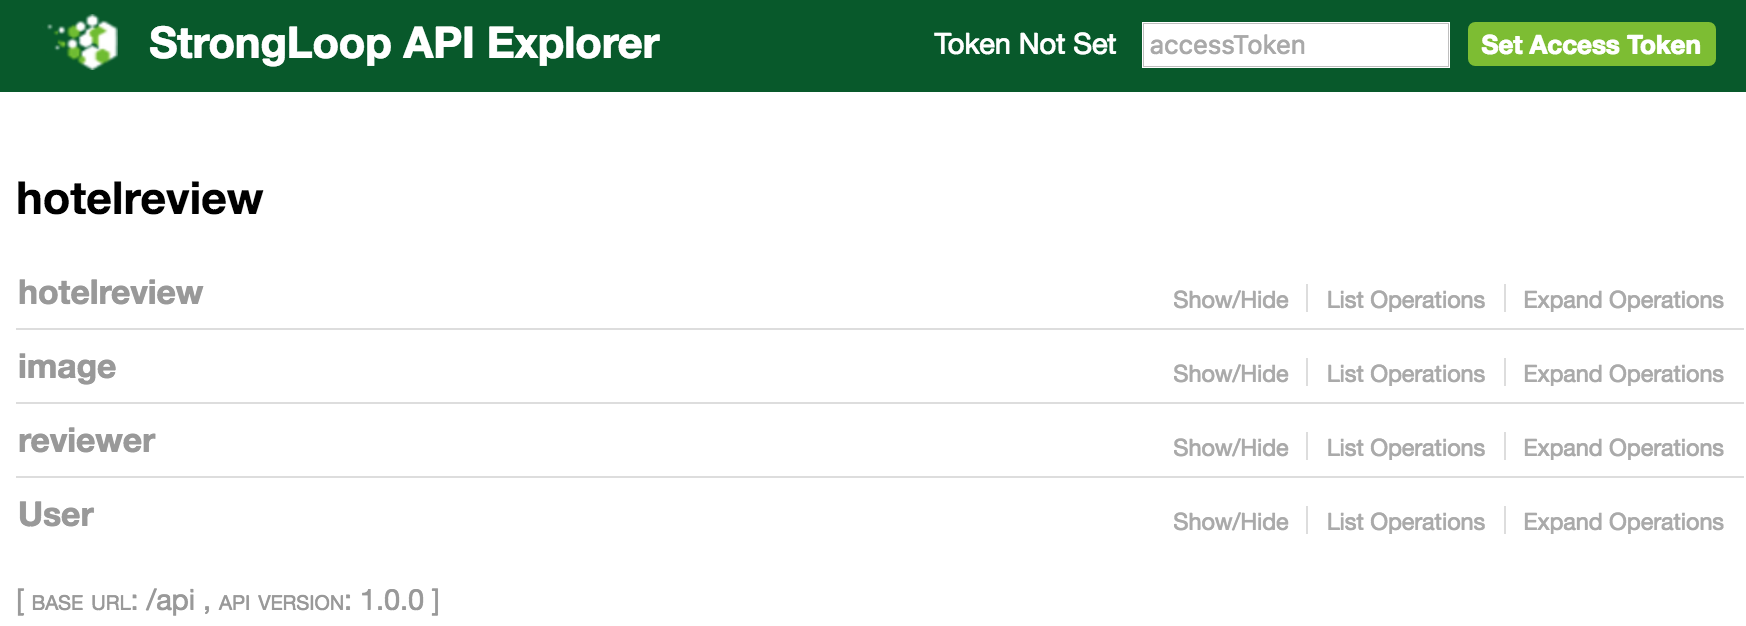 StrongLoop API Explorer Token Not Set accessToken Set Access Token
hotelreview
hotelreview Show/Hide List Operations Expand Operations
image Show/Hide List Operations Expand Operations
reviewer Show/Hide List Operations Expand Operations
User Show/Hide List Operations Expand Operations
[ BASE URL: /api , API VERSION: 1.0.0 ]